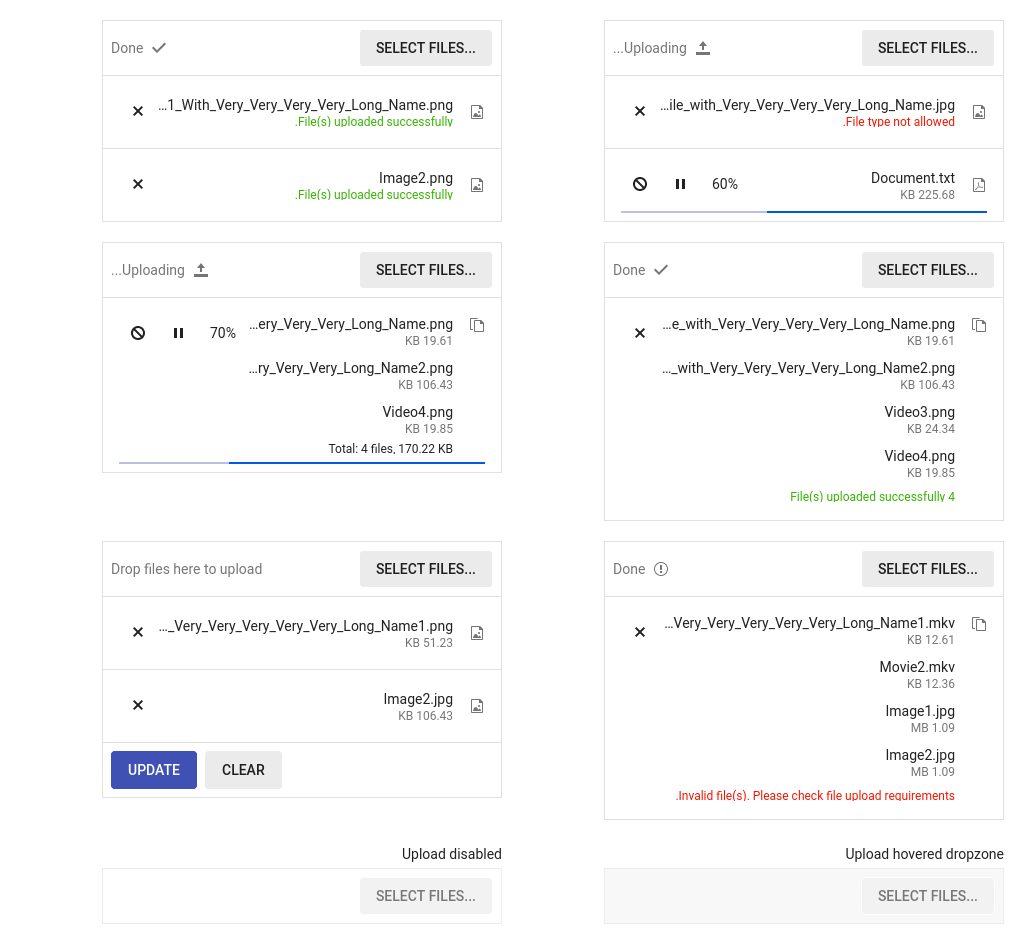 Done
SELECT FILES...
...1_With_Very_Very_Very_Very_Long_Name.png
.File(s) uploaded successfully
Image2.png
.File(s) uploaded successfully
...Uploading
SELECT FILES...
...ile_with_Very_Very_Very_Very_Long_Name.jpg
.File type not allowed
60%
Document.txt
KB 225.68
...Uploading
SELECT FILES...
70%
...ery_Very_Very_Long_Name.png
KB 19.61
...ry_Very_Very_Long_Name2.png
KB 106.43
Video4.png
KB 19.85
Total: 4 files, 170.22 KB
Done
SELECT FILES...
...e_with_Very_Very_Very_Very_Long_Name.png
KB 19.61
..._with_Very_Very_Very_Very_Long_Name2.png
KB 106.43
Video3.png
KB 24.34
Video4.png
KB 19.85
File(s) uploaded successfully 4
Drop files here to upload
SELECT FILES...
..._Very_Very_Very_Very_Very_Long_Name1.png
KB 51.23
Image2.jpg
KB 106.43
UPDATE
CLEAR
Done
SELECT FILES...
...Very_Very_Very_Very_Very_Long_Name1.mkv
KB 12.61
Movie2.mkv
KB 12.36
Image1.jpg
MB 1.09
Image2.jpg
MB 1.09
.Invalid file(s). Please check file upload requirements
Upload disabled
SELECT FILES...
Upload hovered dropzone
SELECT FILES...